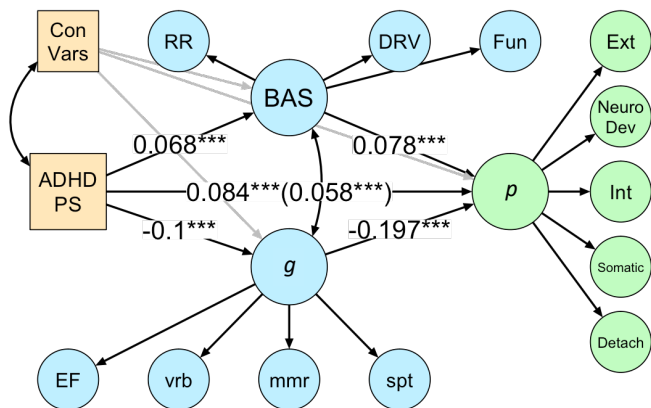 Con
Vars
RR
DRV
Fun
Ext
BAS
Neuro
Dev
0.068***
0.078***
ADHD
PS
0.084***(0.058***)
p
Int
-0.1***
-0.197***
g
Somatic
Detach
EF
vrb
mmr
spt